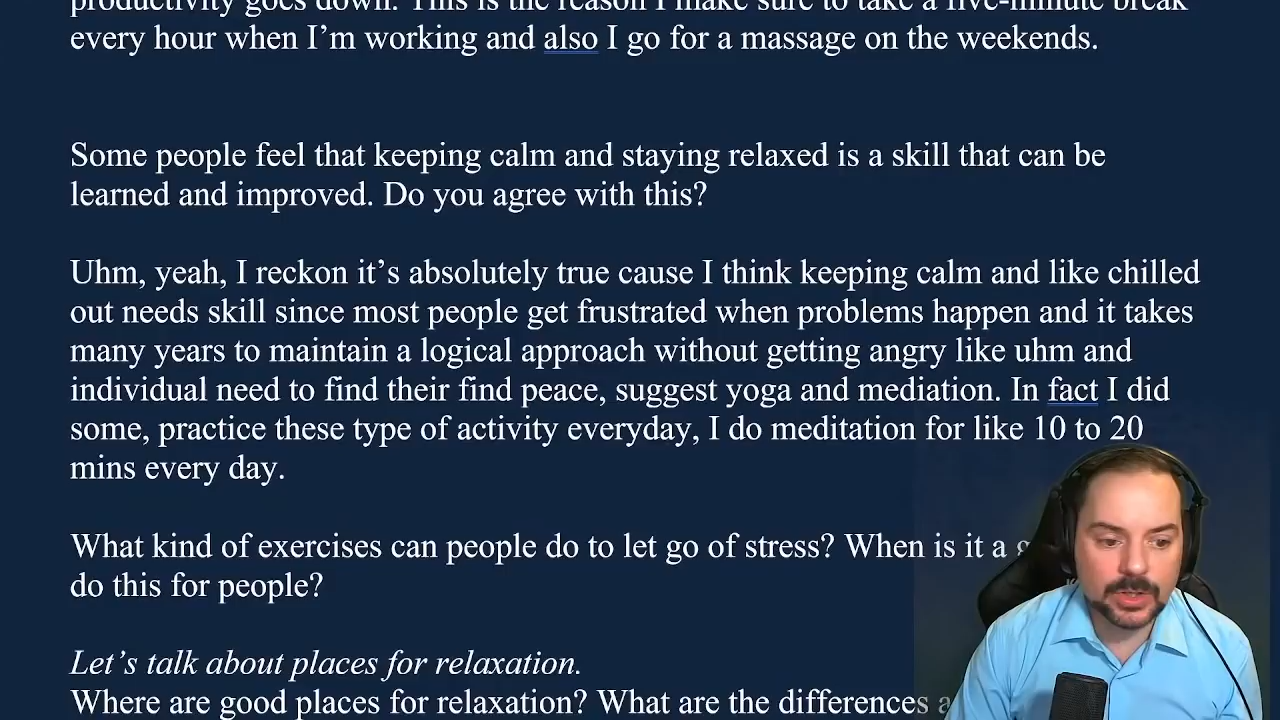 productivity goes down. This is the reason I make sure to take a five-minute break
every hour when I’m working and also I go for a massage on the weekends.
Some people feel that keeping calm and staying relaxed is a skill that can be
learned and improved. Do you agree with this?
Uhm, yeah, I reckon it’s absolutely true cause I think keeping calm and like chilled
out needs skill since most people get frustrated when problems happen and it takes
many years to maintain a logical approach without getting angry like uhm and
individual need to find their find peace, suggest yoga and mediation. In fact I did
some, practice these type of activity everyday, I do meditation for like 10 to 20
mins every day.
What kind of exercises can people do to let go of stress? When is it a
do this for people?
Let’s talk about places for relaxation.
Where are good places for relaxation? What are the differences